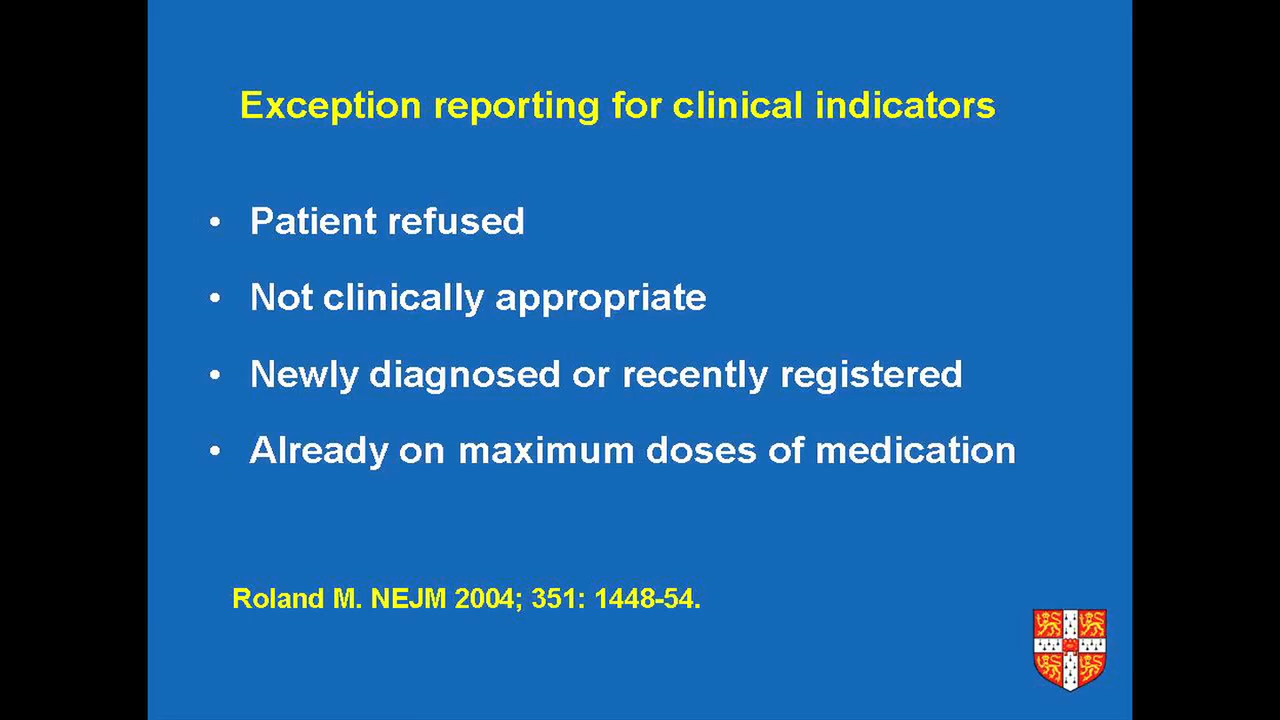 Exception reporting for clinical indicators
• Patient refused
• Not clinically appropriate
• Newly diagnosed or recently registered
• Already on maximum doses of medication
Roland M. NEJM 2004; 351: 1448-54.